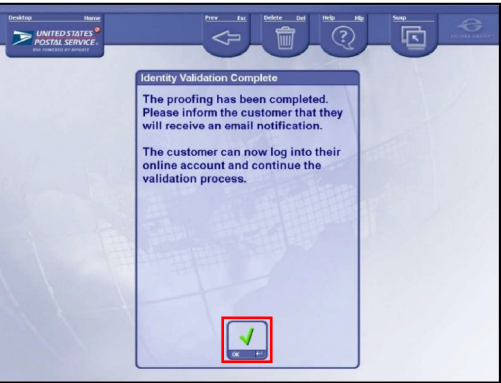 Desktop Home Prev Esc Delete Del Help Hlp Susp
UNITED STATES
POSTAL SERVICE
Identity Validation Complete
The proofing has been completed.
Please inform the customer that they
will receive an email notification.
The customer can now log into their
online account and continue the
validation process.
OK